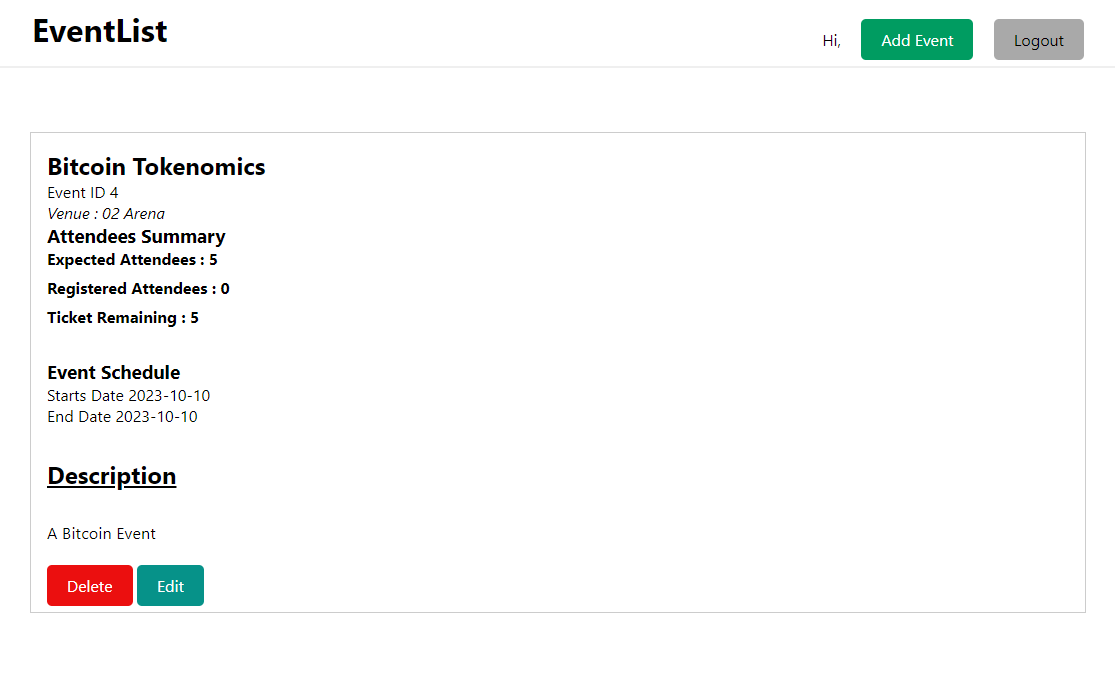 EventList
Hi,
Add Event
Logout
Bitcoin Tokenomics
Event ID 4
Venue : 02 Arena
Attendees Summary
Expected Attendees : 5
Registered Attendees : 0
Ticket Remaining : 5
Event Schedule
Starts Date 2023-10-10
End Date 2023-10-10
Description
A Bitcoin Event
Delete
Edit